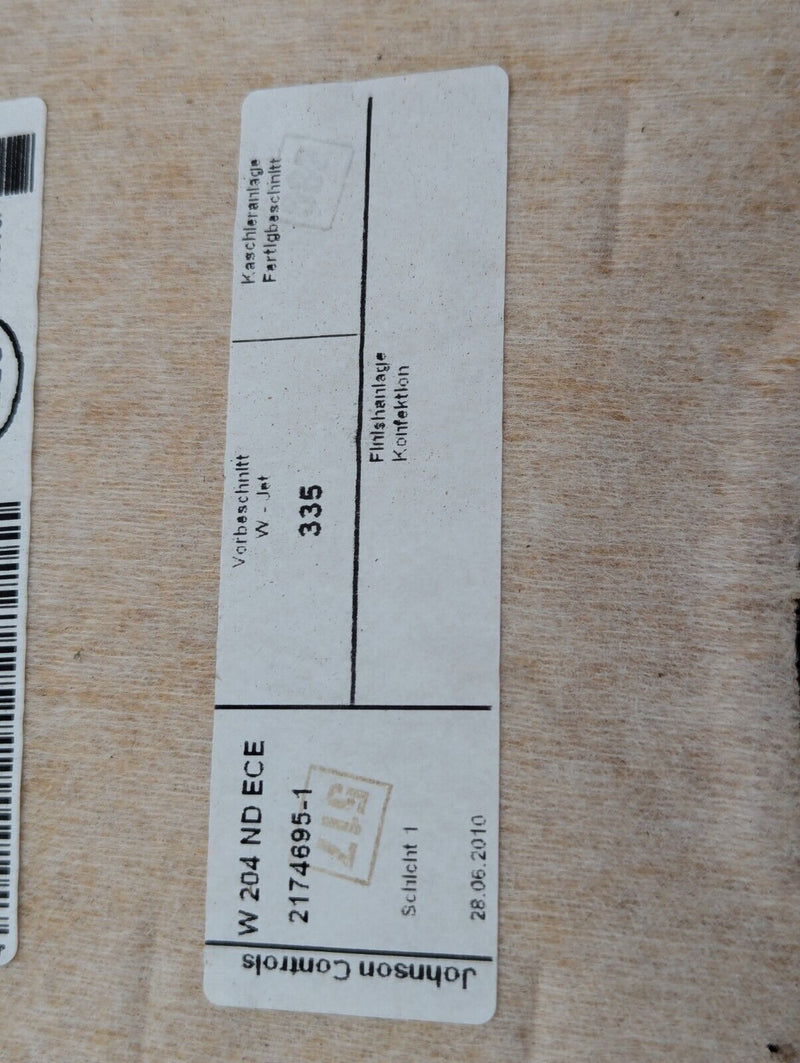 Johnson Controls
W 204 ND ECE
2174695-1
517
Schicht 1
28.06.2010
Vorbeschnitt
W - Jet
335
Kaschieranlage
Fertigbeschnitt
Finishanlage
Konfektion